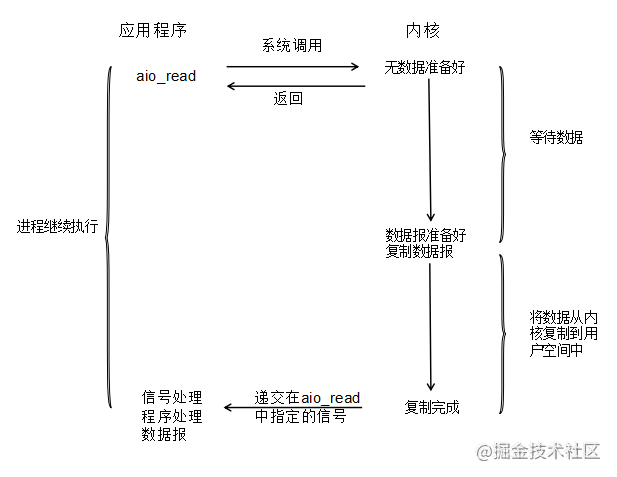 应用程序
内核
系统调用
aio_read
无数据准备好
返回
等待数据
进程继续执行
数据报准备好
复制数据报
将数据从内
核复制到用
户空间中
信号处理
程序处理
数据报
递交在aio_read
中指定的信号
复制完成
@掘金技术社区